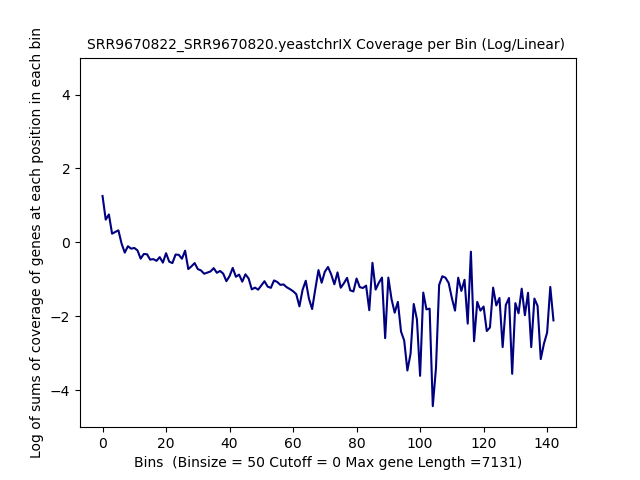 SRR9670822_SRR9670820.yeastchrIX Coverage per Bin (Log/Linear)
Log of sums of coverage of genes at each position in each bin
4
2
0
−2
−4
0 20 40 60 80 100 120 140
Bins  (Binsize = 50 Cutoff = 0 Max gene Length =7131)